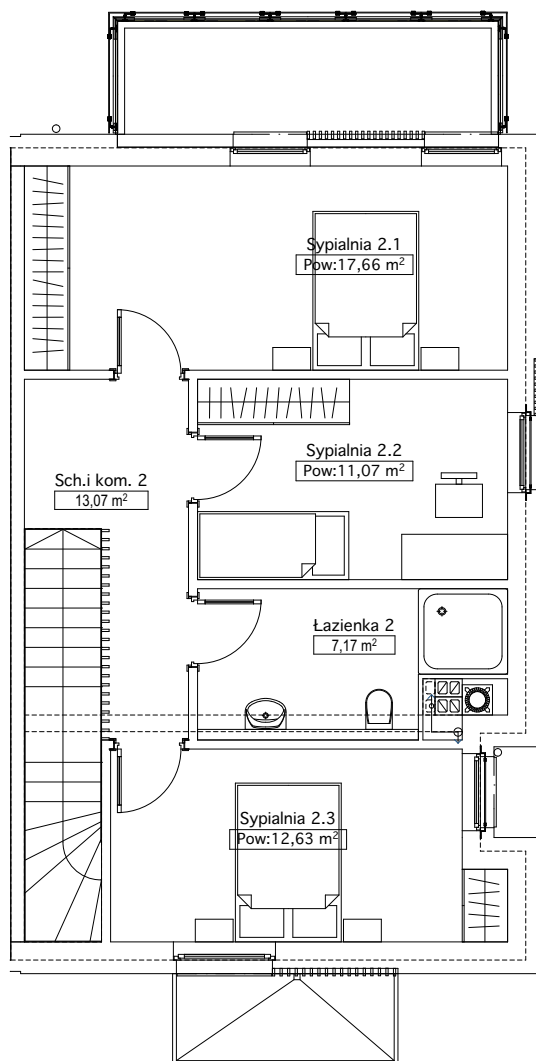 Sypialnia 2.1
Pow:17,66 m²
Sypialnia 2.2
Pow:11,07 m²
Sch.i kom. 2
13,07 m²
Łazienka 2
7,17 m²
Sypialnia 2.3
Pow:12,63 m²